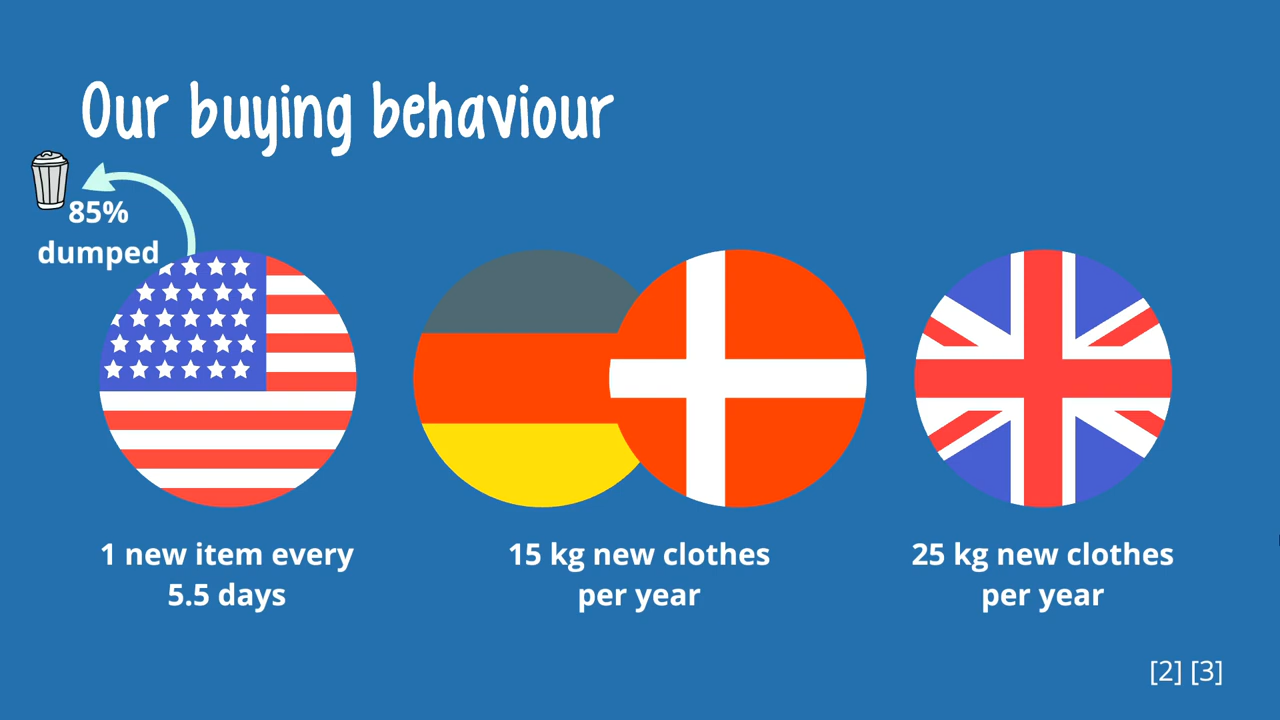 Our buying behaviour
85%
dumped
1 new item every
5.5 days
15 kg new clothes
per year
25 kg new clothes
per year
[2] [3]